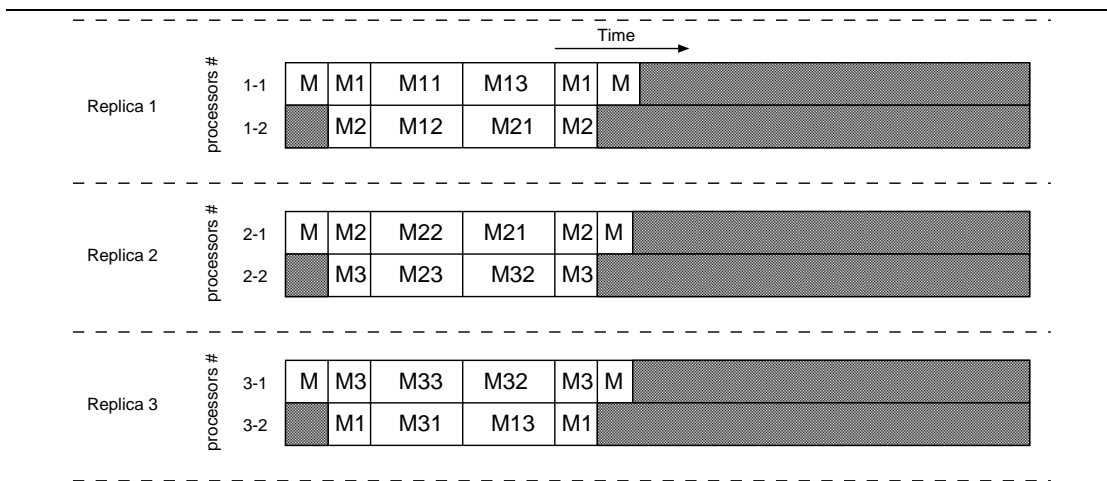 Time
Replica 1
processors #
1-1 M M1 M11 M13 M1 M
1-2 M2 M12 M21 M2
Replica 2
processors #
2-1 M M2 M22 M21 M2 M
2-2 M3 M23 M32 M3
Replica 3
processors #
3-1 M M3 M33 M32 M3 M
3-2 M1 M31 M13 M1